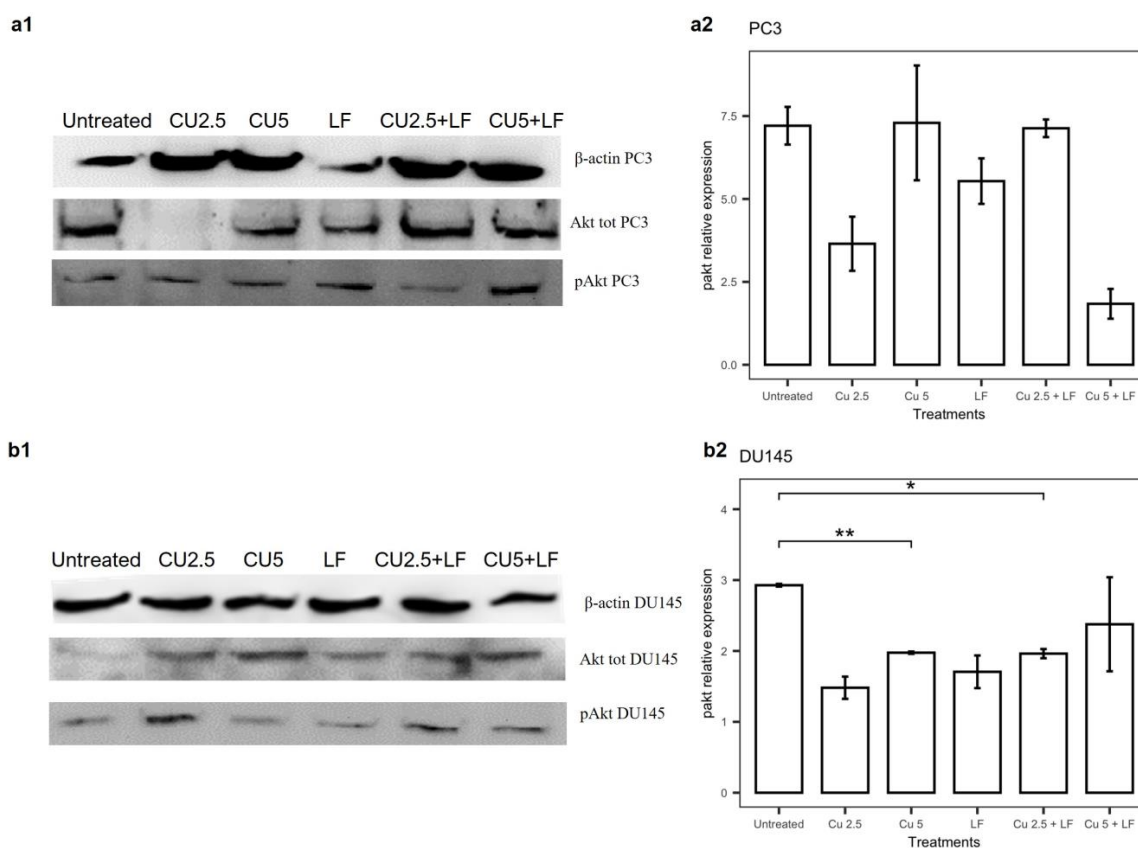 a1
Untreated CU2.5 CU5 LF CU2.5+LF CU5+LF
β-actin PC3
Akt tot PC3
pAkt PC3
a2 PC3
pakt relative expression
7.5
5.0
2.5
0.0
Untreated Cu 2.5 Cu 5 LF Cu 2.5 + LF Cu 5 + LF
Treatments
b1
Untreated CU2.5 CU5 LF CU2.5+LF CU5+LF
β-actin DU145
Akt tot DU145
pAkt DU145
b2 DU145
pakt relative expression
4
3
2
1
0
*
**
Untreated Cu 2.5 Cu 5 LF Cu 2.5 + LF Cu 5 + LF
Treatments